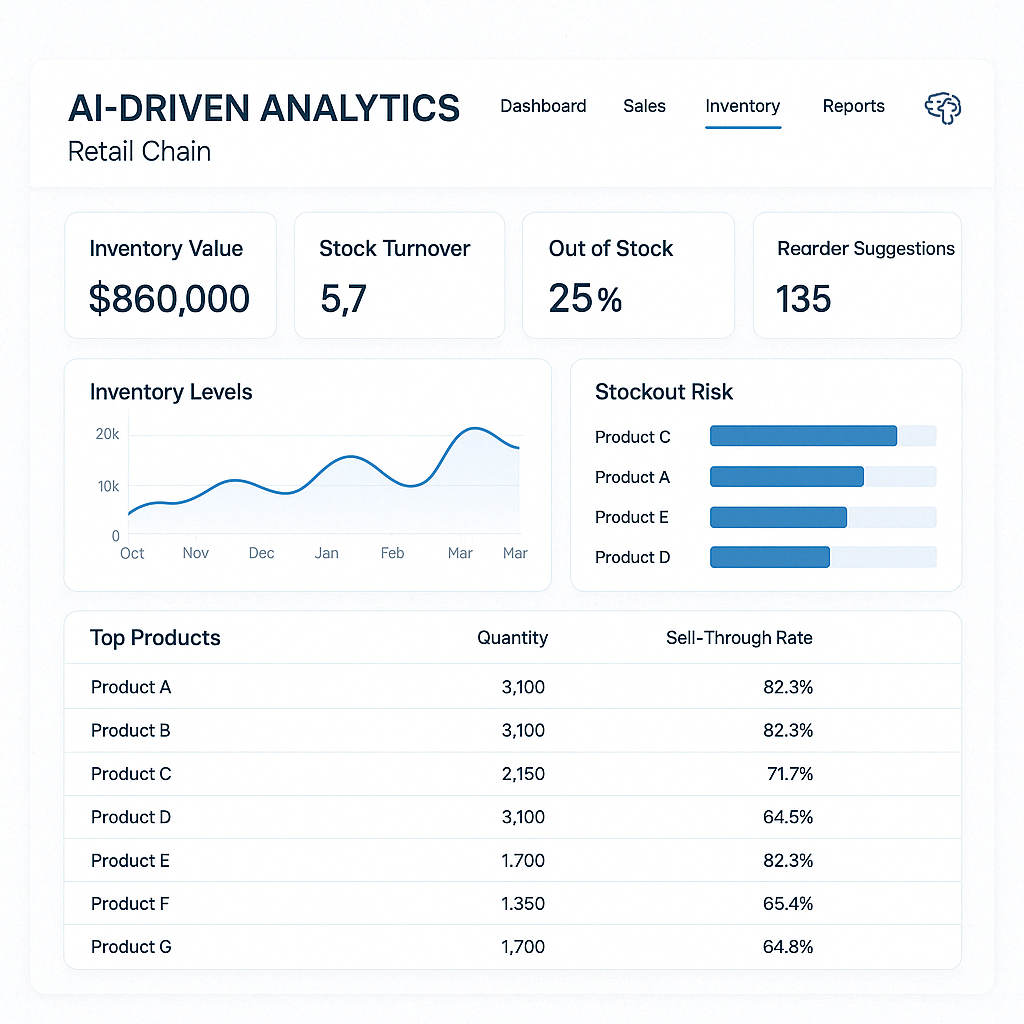 AI-DRIVEN ANALYTICS
Retail Chain
Dashboard Sales Inventory Reports
Inventory Value
$860,000
Stock Turnover
5,7
Out of Stock
25%
Rearder Suggestions
135
Inventory Levels
20k
10k
0
Oct Nov Dec Jan Feb Mar Mar
Stockout Risk
Product C
Product A
Product E
Product D
Top Products Quantity Sell-Through Rate
Product A 3,100 82.3%
Product B 3,100 82.3%
Product C 2,150 71.7%
Product D 3,100 64.5%
Product E 1.700 82.3%
Product F 1.350 65.4%
Product G 1,700 64.8%